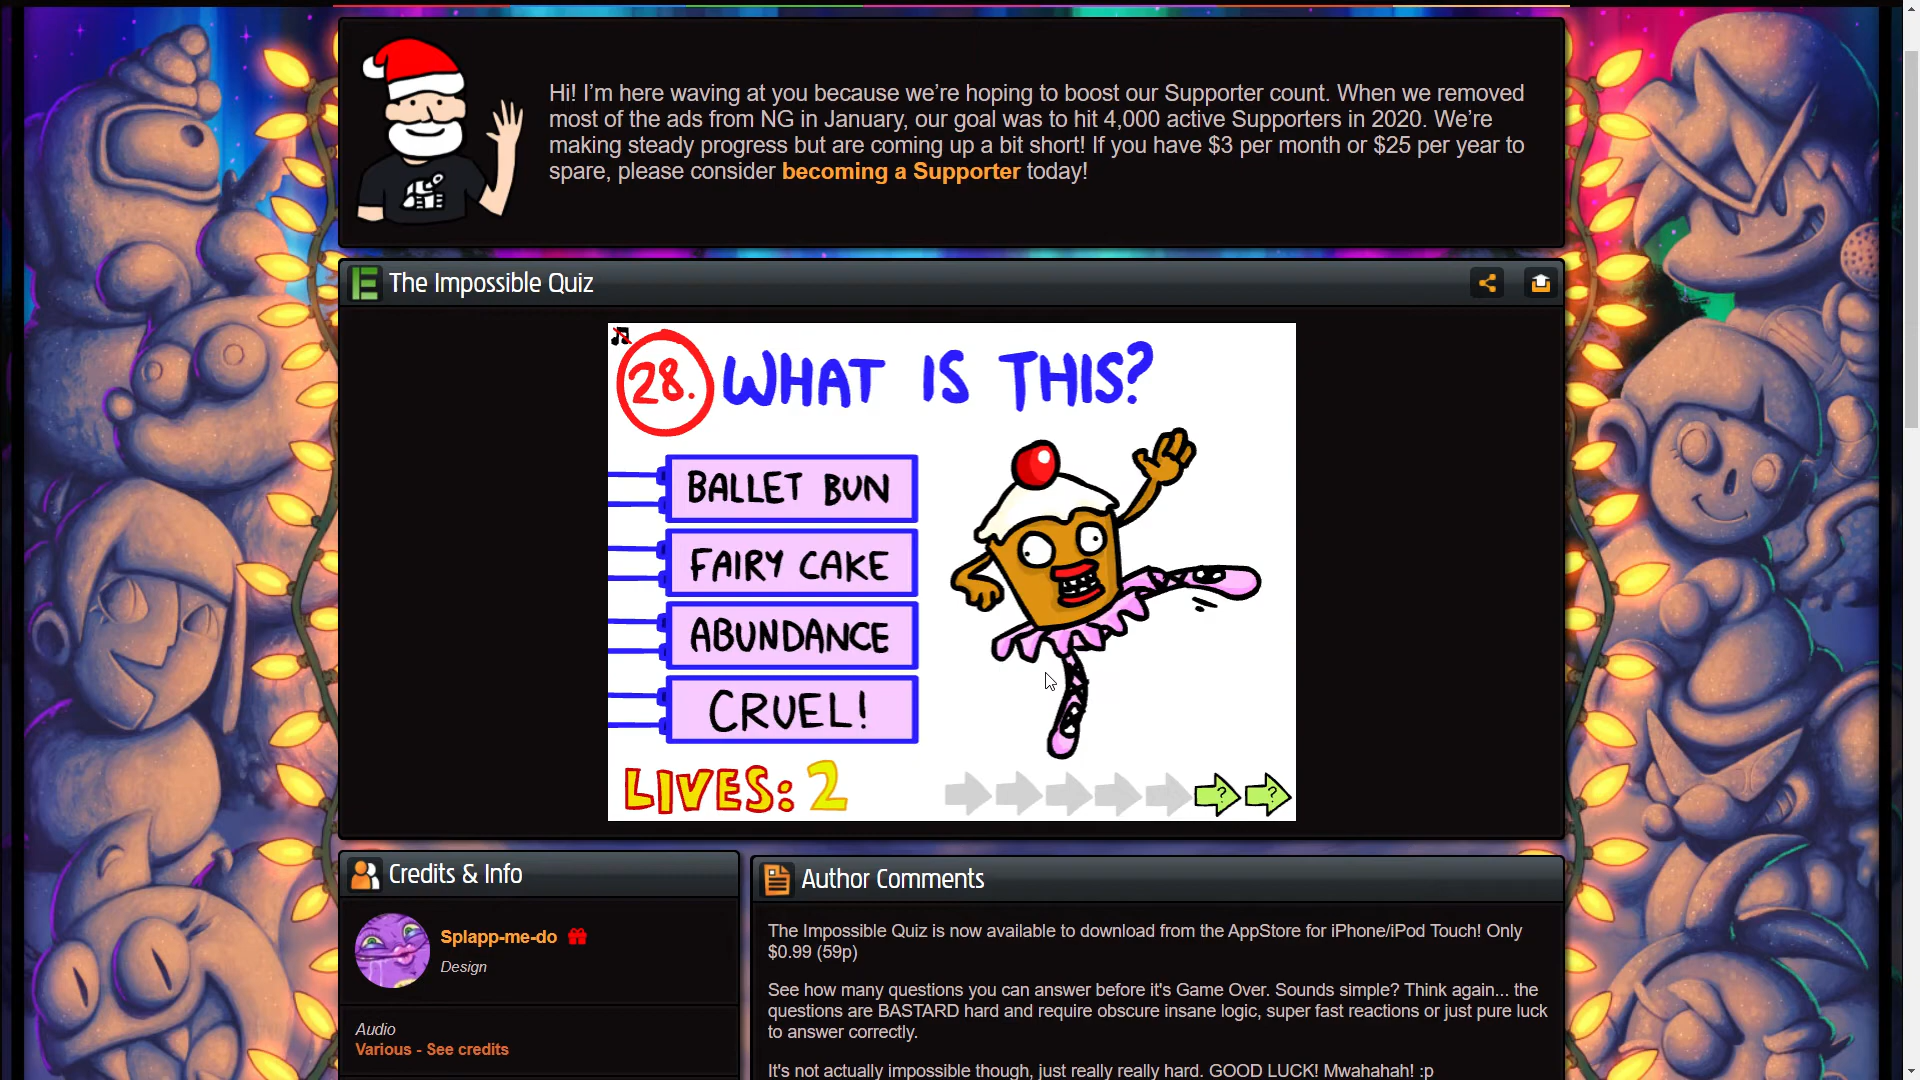 Hi! I'm here waving at you because we're hoping to boost our Supporter count. When we removed
most of the ads from NG in January, our goal was to hit 4,000 active Supporters in 2020. We're
making steady progress but are coming up a bit short! If you have $3 per month or $25 per year to
spare, please consider becoming a Supporter today!
E The Impossible Quiz
28. WHAT IS THIS?
BALLET BUN
FAIRY CAKE
ABUNDANCE
CRUEL!
LIVES: 2
? ?
Credits & Info
Splapp-me-do
Design
Audio
Various - See credits
Author Comments
The Impossible Quiz is now available to download from the AppStore for iPhone/iPod Touch! Only
$0.99 (59p)
See how many questions you can answer before it's Game Over. Sounds simple? Think again... the
questions are BASTARD hard and require obscure insane logic, super fast reactions or just pure luck
to answer correctly.
It's not actually impossible though, just really really hard. GOOD LUCK! Mwahahah! :p